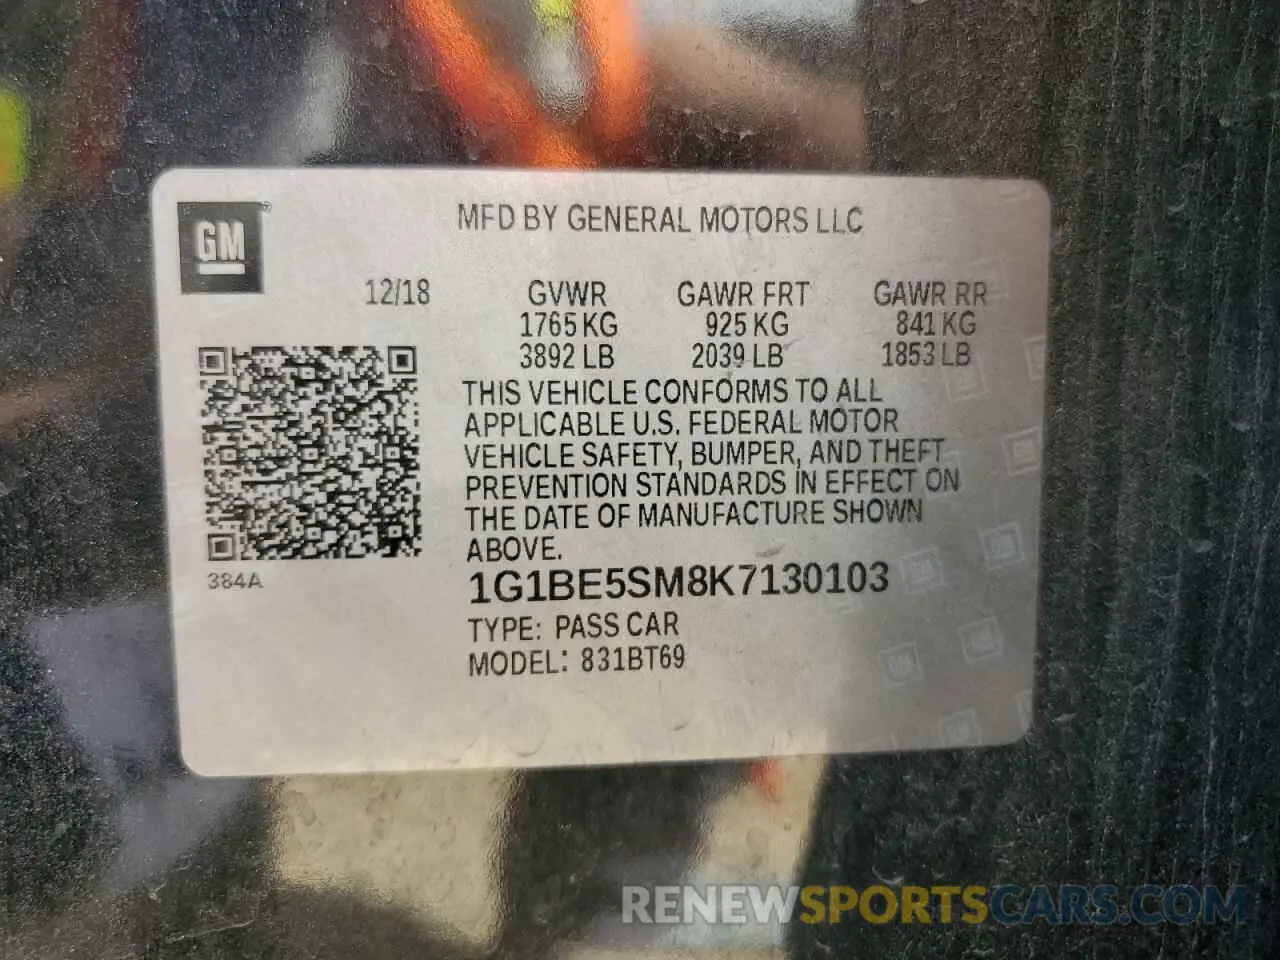 GM
MFD BY GENERAL MOTORS LLC
12/18 GVWR GAWR FRT GAWR RR
1765 KG 925 KG 841 KG
3892 LB 2039 LB 1853 LB
THIS VEHICLE CONFORMS TO ALL
APPLICABLE U.S. FEDERAL MOTOR
VEHICLE SAFETY, BUMPER, AND THEFT
PREVENTION STANDARDS IN EFFECT ON
THE DATE OF MANUFACTURE SHOWN
ABOVE.
384A
1G1BE5SM8K7130103
TYPE: PASS CAR
MODEL: 831BT69
RENEWSPORTSCARS.COM